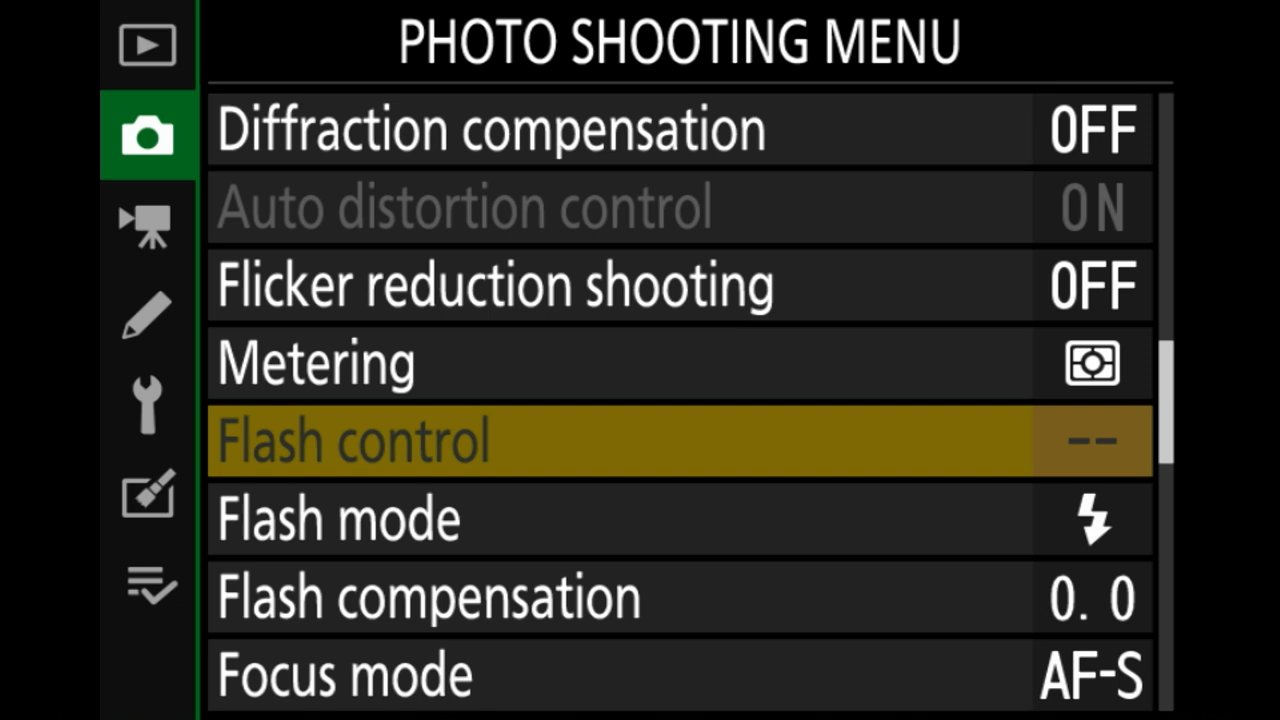 PHOTO SHOOTING MENU
Diffraction compensation OFF
Auto distortion control ON
Flicker reduction shooting OFF
Metering
Flash control --
Flash mode
Flash compensation 0.0
Focus mode AF-S